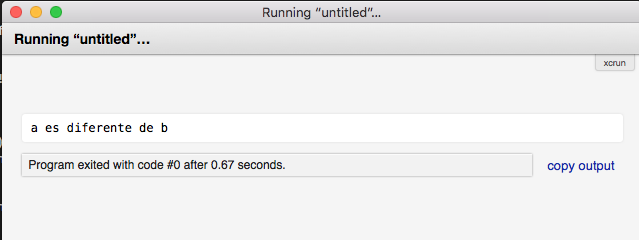 Running “untitled”...
Running “untitled”...
xcrun
a es diferente de b
Program exited with code #0 after 0.67 seconds.
copy output